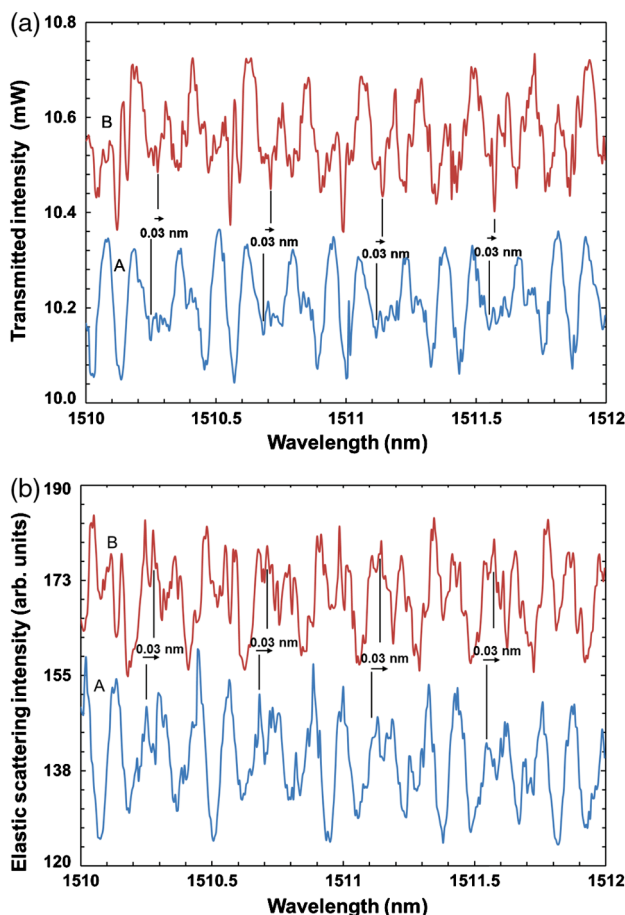 (a)
10.8
10.6
10.4
10.2
10.0
Transmitted intensity (mW)
B
A
0.03 nm
0.03 nm
0.03 nm
0.03 nm
1510
1510.5
1511
1511.5
1512
Wavelength (nm)
(b)
190
173
155
138
120
Elastic scattering intensity (arb. units)
B
A
0.03 nm
0.03 nm
0.03 nm
0.03 nm
1510
1510.5
1511
1511.5
1512
Wavelength (nm)